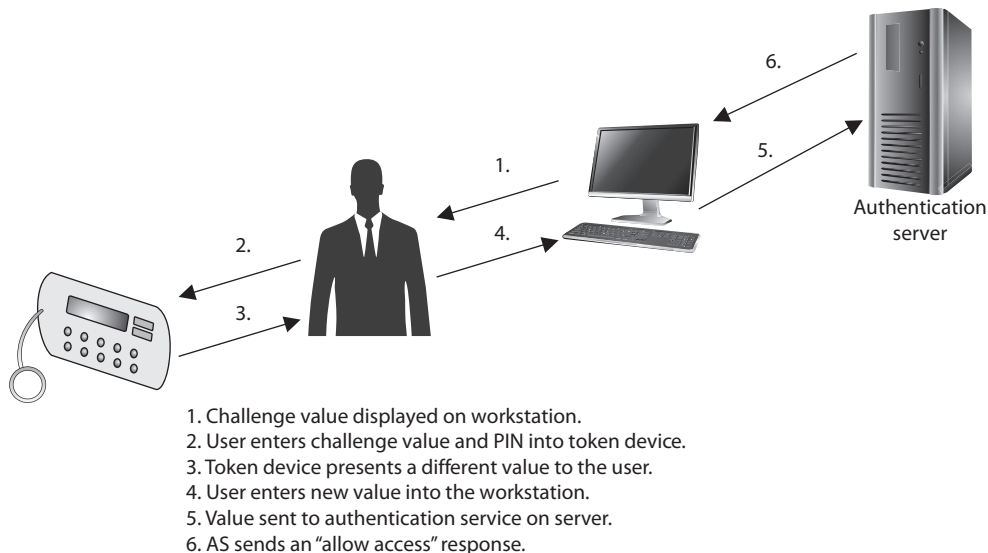 6.
5.
1.
Authentication
server
4.
2.
3.
1. Challenge value displayed on workstation.
2. User enters challenge value and PIN into token device.
3. Token device presents a different value to the user.
4. User enters new value into the workstation.
5. Value sent to authentication service on server.
6. AS sends an “allow access” response.